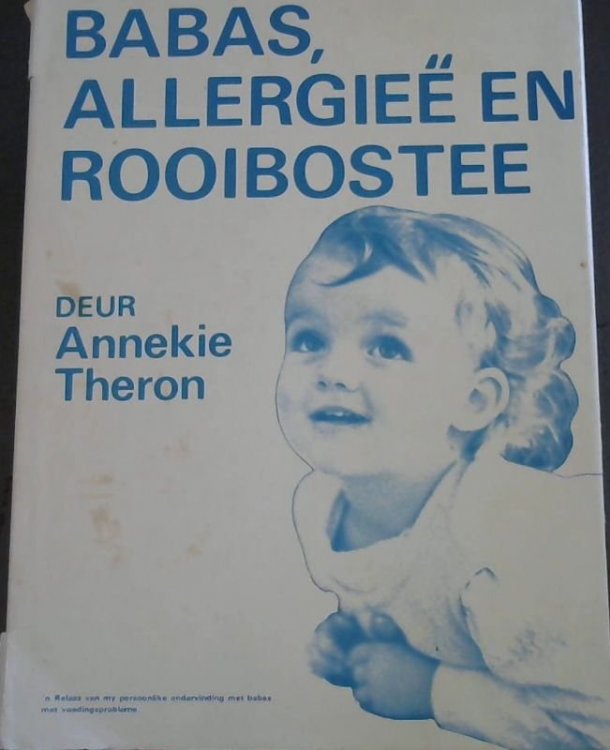 BABAS,
ALLERGIEË EN
ROOIBOSTEE
DEUR
Annekie
Theron
'n Relaas van my persoonlike ondervinding met babas
met voedingsprobleme.